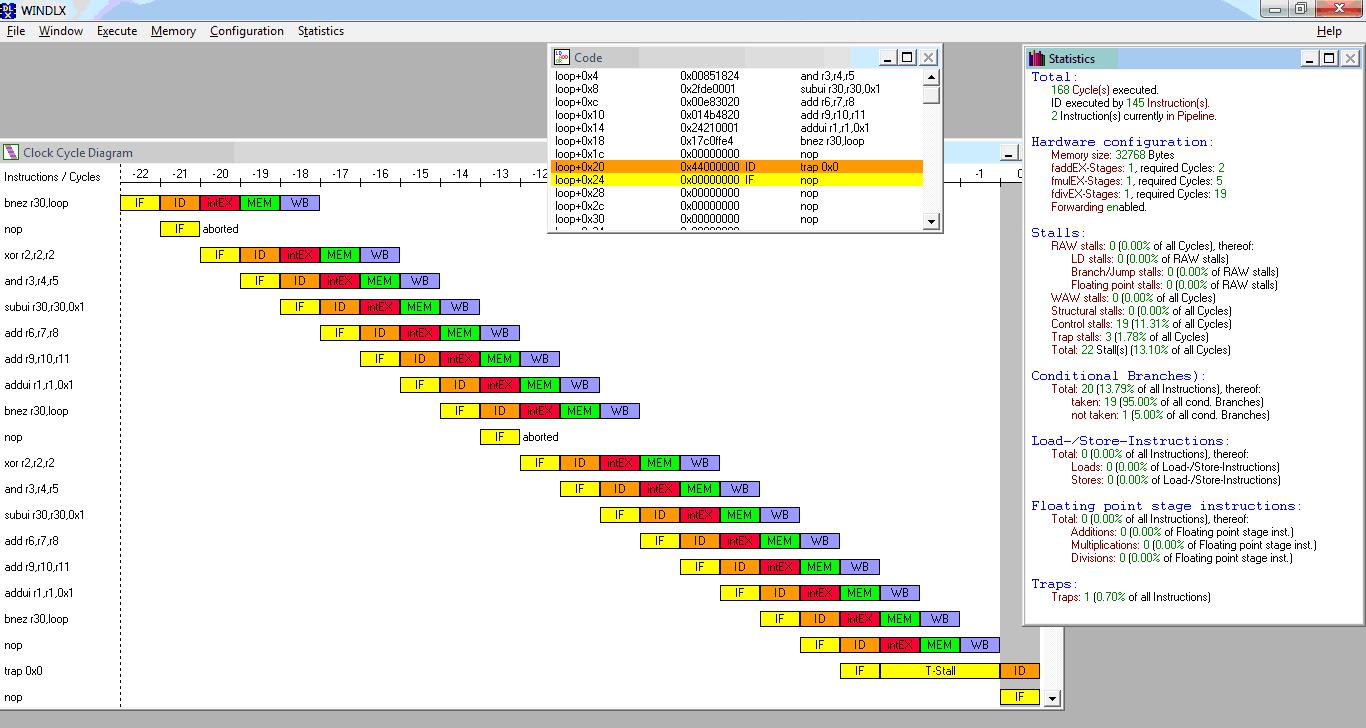 WINDLX
File Window Execute Memory Configuration Statistics Help
Code
loop+0x4 0x00851824 and r3,r4,r5
loop+0x8 0x2fde0001 subui r30,r30,0x1
loop+0xc 0x00e83020 add r6,r7,r8
loop+0x10 0x014b4820 add r9,r10,r11
loop+0x14 0x24210001 addui r1,r1,0x1
loop+0x18 0x17c0ffe4 bnez r30,loop
loop+0x1c 0x00000000 nop
loop+0x20 0x44000000 ID trap 0x0
loop+0x24 0x00000000 IF nop
loop+0x28 0x00000000 nop
loop+0x2c 0x00000000 nop
loop+0x30 0x00000000 nop
Statistics
Total:
168 Cycle(s) executed.
ID executed by 145 Instruction(s).
2 Instruction(s) currently in Pipeline.
Hardware configuration:
Memory size: 32768 Bytes
faddEX-Stages: 1, required Cycles: 2
fmulEX-Stages: 1, required Cycles: 5
fdivEX-Stages: 1, required Cycles: 19
Forwarding enabled.
Stalls:
RAW stalls: 0 (0.00% of all Cycles), thereof:
LD stalls: 0 (0.00% of RAW stalls)
Branch/Jump stalls: 0 (0.00% of RAW stalls)
Floating point stalls: 0 (0.00% of RAW stalls)
WAW stalls: 0 (0.00% of all Cycles)
Structural stalls: 0 (0.00% of all Cycles)
Control stalls: 19 (11.31% of all Cycles)
Trap stalls: 3 (1.78% of all Cycles)
Total: 22 Stall(s) (13.10% of all Cycles)
Conditional Branches):
Total: 20 (13.79% of all Instructions), thereof:
taken: 19 (95.00% of all cond. Branches)
not taken: 1 (5.00% of all cond. Branches)
Load-/Store-Instructions:
Total: 0 (0.00% of all Instructions), thereof:
Loads: 0 (0.00% of Load-/Store-Instructions)
Stores: 0 (0.00% of Load-/Store-Instructions)
Floating point stage instructions:
Total: 0 (0.00% of all Instructions), thereof:
Additions: 0 (0.00% of Floating point stage inst.)
Multiplications: 0 (0.00% of Floating point stage inst.)
Divisions: 0 (0.00% of Floating point stage inst.)
Traps:
Traps: 1 (0.70% of all Instructions)
Clock Cycle Diagram
Instructions / Cycles -22 -21 -20 -19 -18 -17 -16 -15 -14 -13 -12 -1
bnez r30,loop IF ID intEX MEM WB
nop IF aborted
xor r2,r2,r2 IF ID intEX MEM WB
and r3,r4,r5 IF ID intEX MEM WB
subui r30,r30,0x1 IF ID intEX MEM WB
add r6,r7,r8 IF ID intEX MEM WB
add r9,r10,r11 IF ID intEX MEM WB
addui r1,r1,0x1 IF ID intEX MEM WB
bnez r30,loop IF ID intEX MEM WB
nop IF aborted
xor r2,r2,r2 IF ID intEX MEM WB
and r3,r4,r5 IF ID intEX MEM WB
subui r30,r30,0x1 IF ID intEX MEM WB
add r6,r7,r8 IF ID intEX MEM WB
add r9,r10,r11 IF ID intEX MEM WB
addui r1,r1,0x1 IF ID intEX MEM WB
bnez r30,loop IF ID intEX MEM WB
nop IF ID intEX MEM WB
trap 0x0 IF T-Stall ID
nop IF